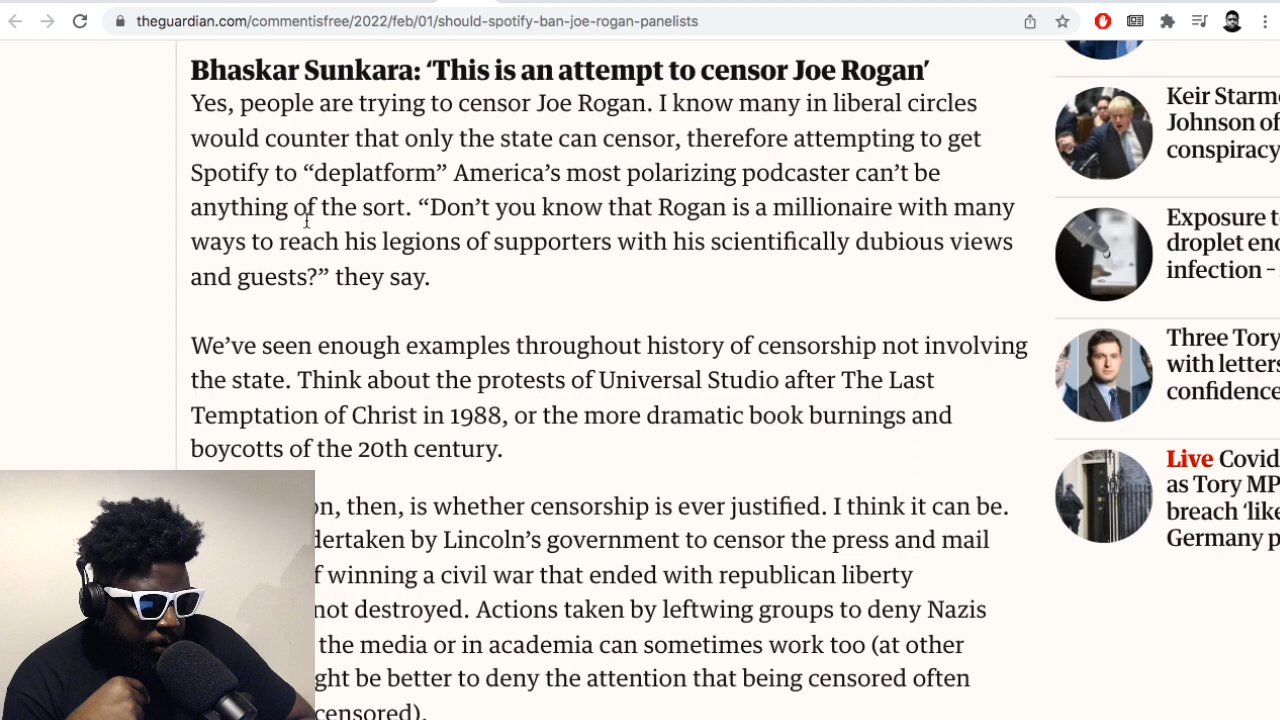 theguardian.com/commentisfree/2022/feb/01/should-spotify-ban-joe-rogan-panelists
Bhaskar Sunkara: ‘This is an attempt to censor Joe Rogan’
Yes, people are trying to censor Joe Rogan. I know many in liberal circles
would counter that only the state can censor, therefore attempting to get
Spotify to “deplatform” America’s most polarizing podcaster can’t be
anything of the sort. “Don’t you know that Rogan is a millionaire with many
ways to reach his legions of supporters with his scientifically dubious views
and guests?” they say.
We’ve seen enough examples throughout history of censorship not involving
the state. Think about the protests of Universal Studio after The Last
Temptation of Christ in 1988, or the more dramatic book burnings and
boycotts of the 20th century.
then, is whether censorship is ever justified. I think it can be.
by Lincoln’s government to censor the press and mail
winning a civil war that ended with republican liberty
not destroyed. Actions taken by leftwing groups to deny Nazis
the media or in academia can sometimes work too (at other
be better to deny the attention that being censored often
censored).
Keir
Johnson of
conspiracy
Exposure
droplet
infection –
Three Tory
with letters
confidence
Live Covid
as Tory MP
breach ‘like
Germany